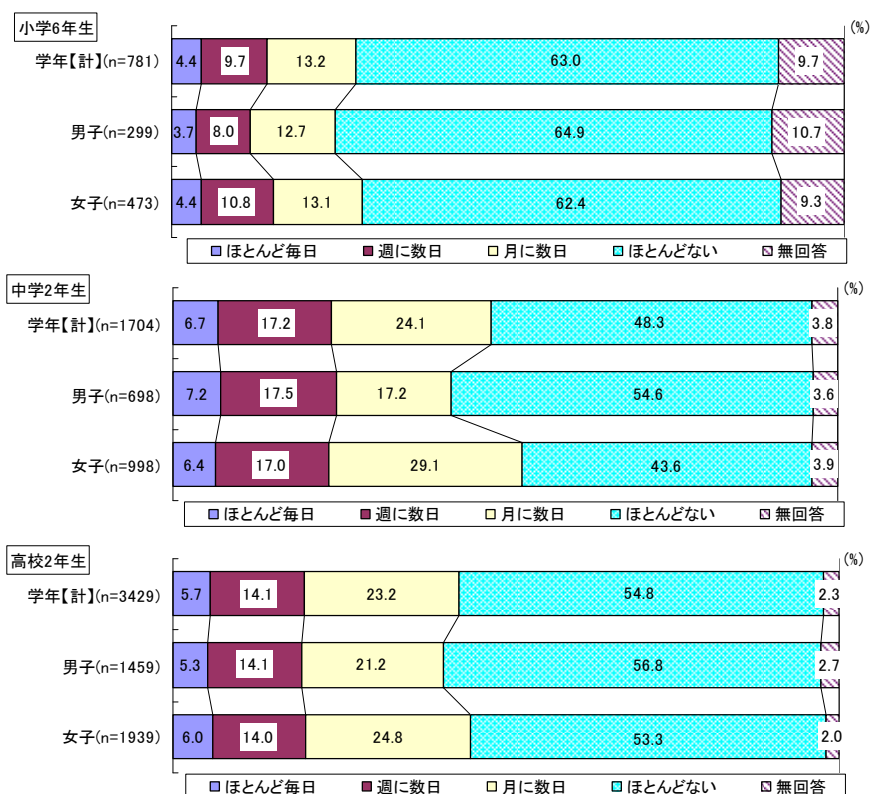 小学6年生
(%)
学年【計】(n=781) 4.4 9.7 13.2 63.0 9.7
男子(n=299) 3.7 8.0 12.7 64.9 10.7
女子(n=473) 4.4 10.8 13.1 62.4 9.3
ほとんど毎日 週に数日 月に数日 ほとんどない 無回答
中学2年生
(%)
学年【計】(n=1704) 6.7 17.2 24.1 48.3 3.8
男子(n=698) 7.2 17.5 17.2 54.6 3.6
女子(n=998) 6.4 17.0 29.1 43.6 3.9
ほとんど毎日 週に数日 月に数日 ほとんどない 無回答
高校2年生
(%)
学年【計】(n=3429) 5.7 14.1 23.2 54.8 2.3
男子(n=1459) 5.3 14.1 21.2 56.8 2.7
女子(n=1939) 6.0 14.0 24.8 53.3 2.0
ほとんど毎日 週に数日 月に数日 ほとんどない 無回答